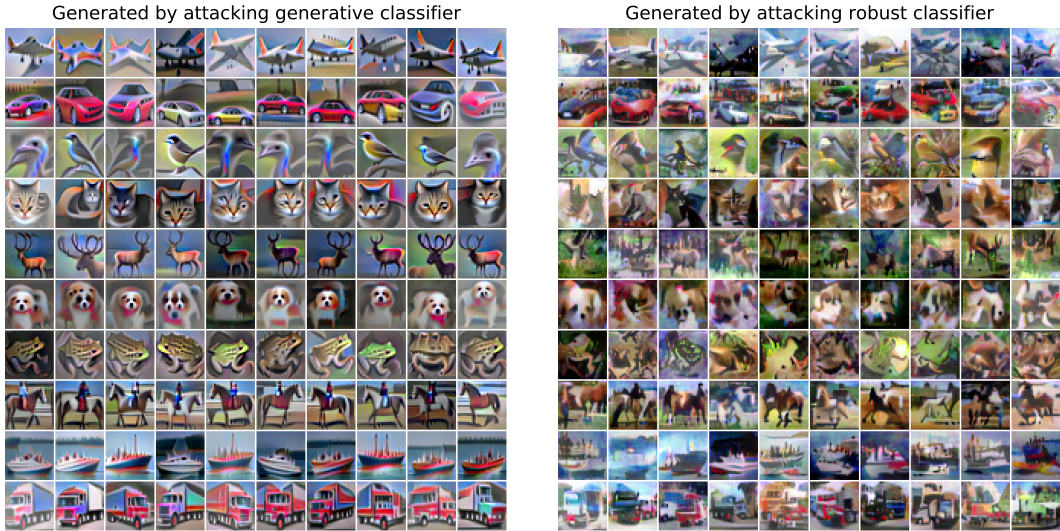 Generated by attacking generative classifier
Generated by attacking robust classifier